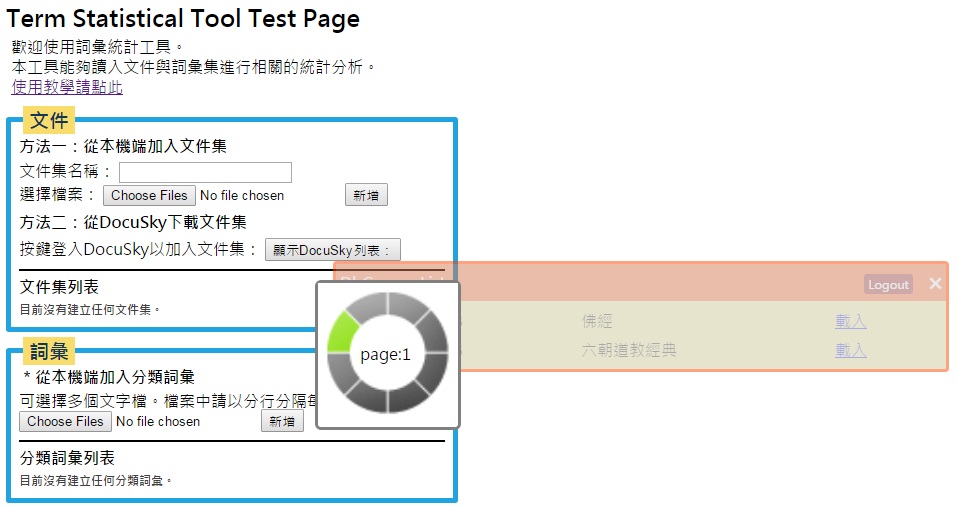 Term Statistical Tool Test Page
歡迎使用詞彙統計工具。
本工具能夠讀入文件與詞彙集進行相關的統計分析。
使用教學請點此
文件
方法一：從本機端加入文件集
文件集名稱：
選擇檔案： Choose Files No file chosen 新增
方法二：從DocuSky下載文件集
按鍵登入DocuSky以加入文件集： 顯示DocuSky列表：
文件集列表
目前沒有建立任何文件集。
Logout ×
佛經 載入
六朝道教經典 載入
page:1
詞彙
* 從本機端加入分類詞彙
可選擇多個文字檔。檔案中請以分行分隔
Choose Files No file chosen 新增
分類詞彙列表
目前沒有建立任何分類詞彙。